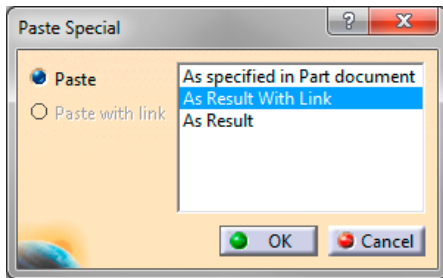 Paste Special
Paste
Paste with link
As specified in Part document
As Result With Link
As Result
OK
Cancel